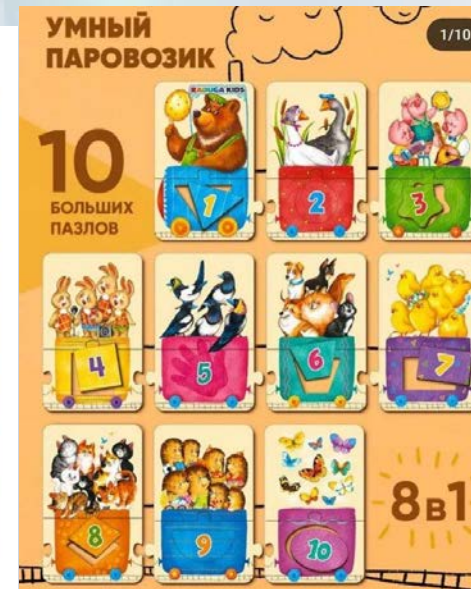 УМНЫЙ
ПАРОВОЗИК
1/10
RADUGA KIDS
10
БОЛЬШИХ
ПАЗЛОВ
1
2
3
4
5
6
7
8
9
10
8в1